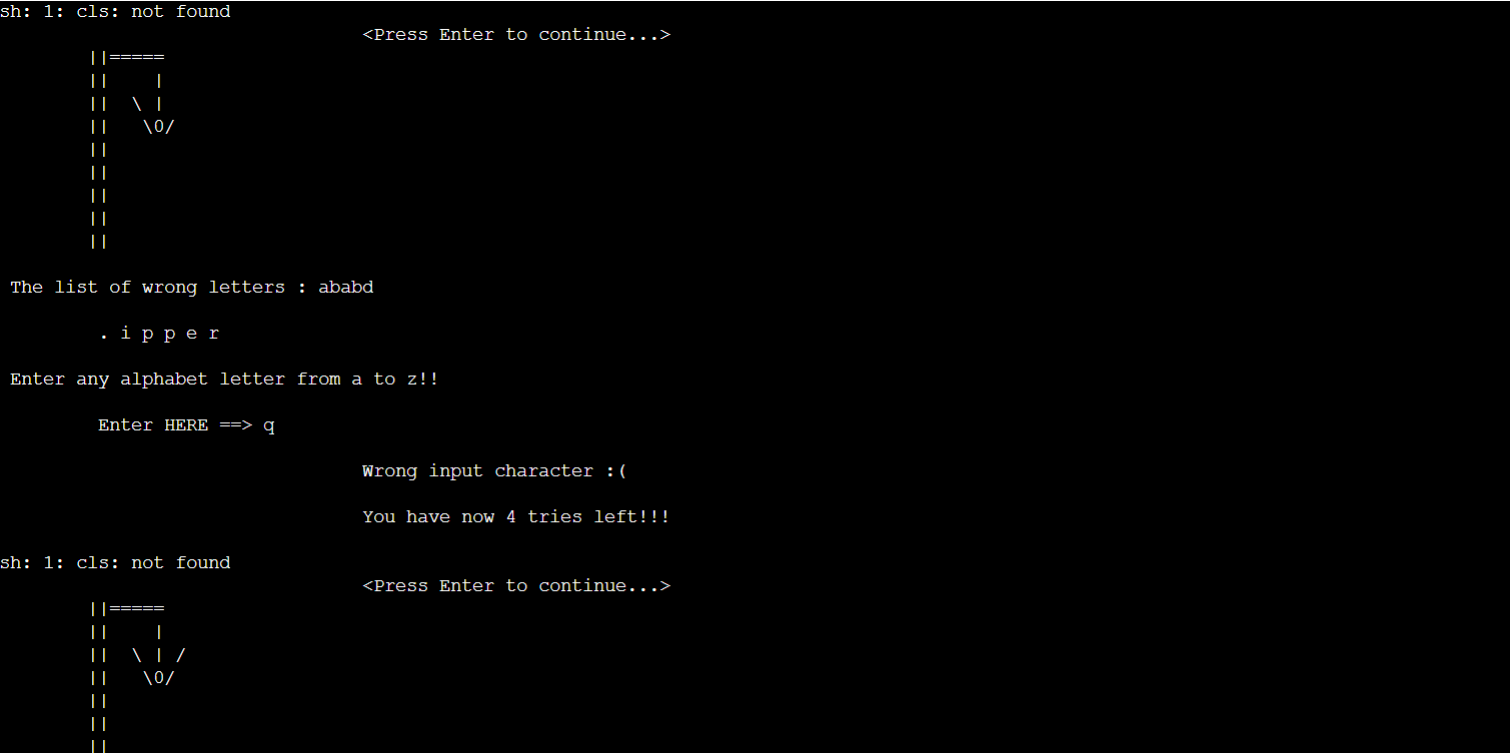 sh: 1: cls: not found
<Press Enter to continue...>
||=====
||    |
||  \ |
||   \0/
||
||
||
||
||
The list of wrong letters : ababd
. i p p e r
Enter any alphabet letter from a to z!!
Enter HERE ==> q
Wrong input character :(
You have now 4 tries left!!!
sh: 1: cls: not found
<Press Enter to continue...>
||=====
||    |
||  \ | /
||   \0/
||
||
||